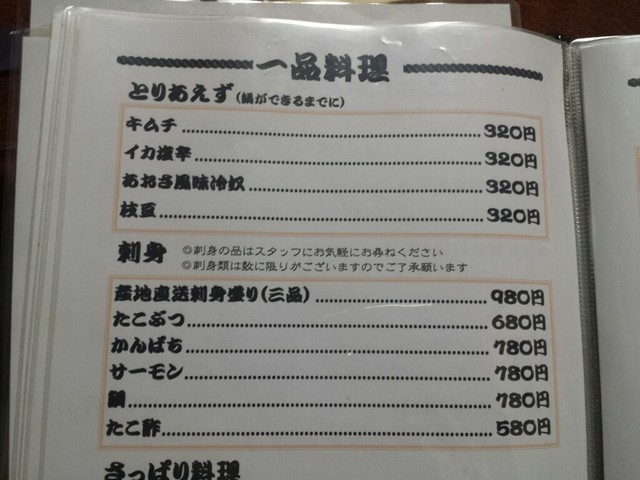 一品料理
とりあえず(鍋ができるまでに)
キムチ 320円
イカ塩辛 320円
あおさ風味冷奴 320円
枝豆 320円
刺身 ◎刺身の品はスタッフにお気軽にお尋ねください
◎刺身類は数に限りがございますのでご了承願います
産地直送刺身盛り(三品) 980円
たこぶつ 680円
かんぱち 780円
サーモン 780円
鯛 780円
たこ酢 580円
さっぱり料理